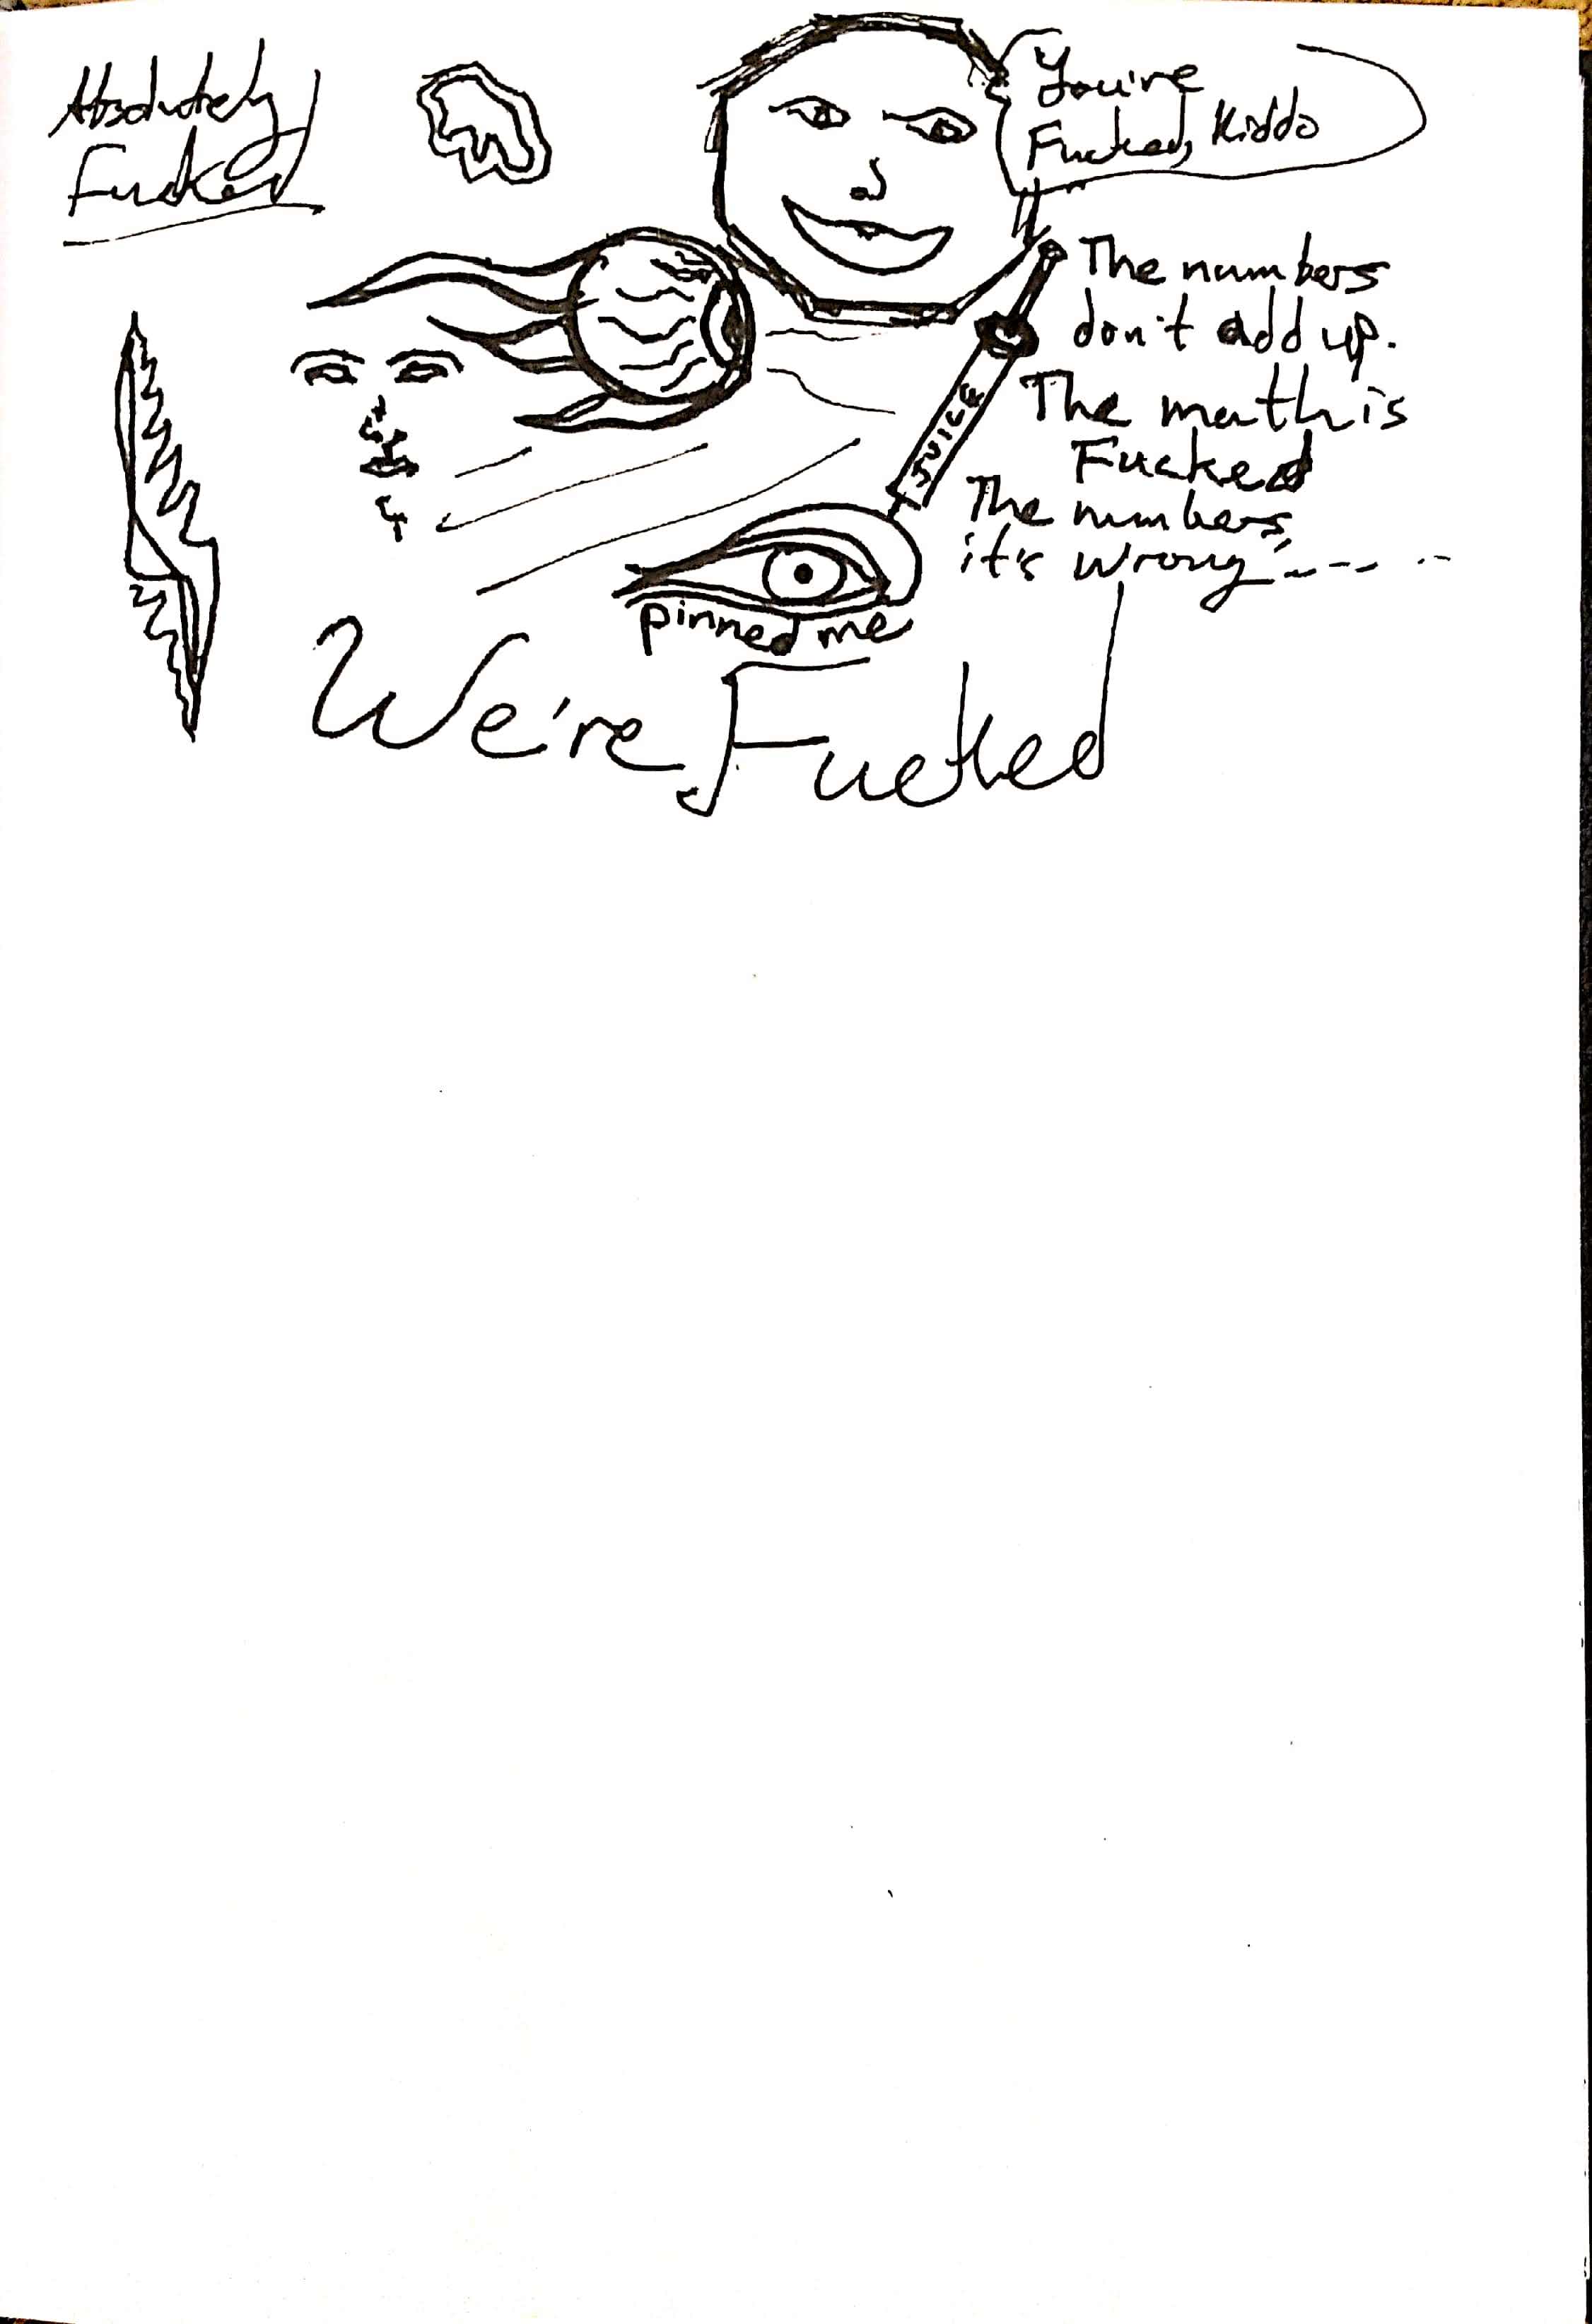 Absolutely
Fucked
You're
Fucked, Kiddo
The numbers
don't add up.
The math is
Fucked
The numbers,
it's wrong
JUICE
pinned me
We're Fucked